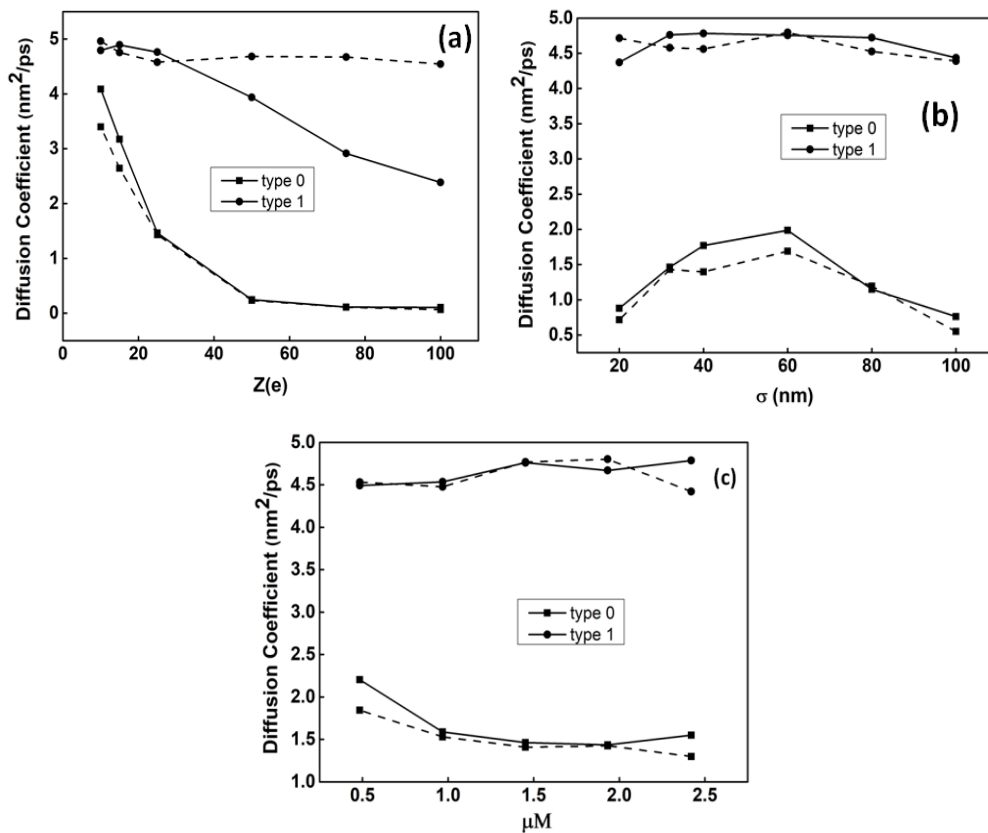 (a)
Diffusion Coefficient (nm²/ps)
6
5
4
3
2
1
0
type 0
type 1
0 20 40 60 80 100
Z(e)
(b)
Diffusion Coefficient (nm²/ps)
5.0
4.5
4.0
3.5
3.0
2.5
2.0
1.5
1.0
0.5
type 0
type 1
20 40 60 80 100
σ (nm)
(c)
Diffusion Coefficient (nm²/ps)
5.0
4.5
4.0
3.5
3.0
2.5
2.0
1.5
1.0
type 0
type 1
0.5 1.0 1.5 2.0 2.5
μM